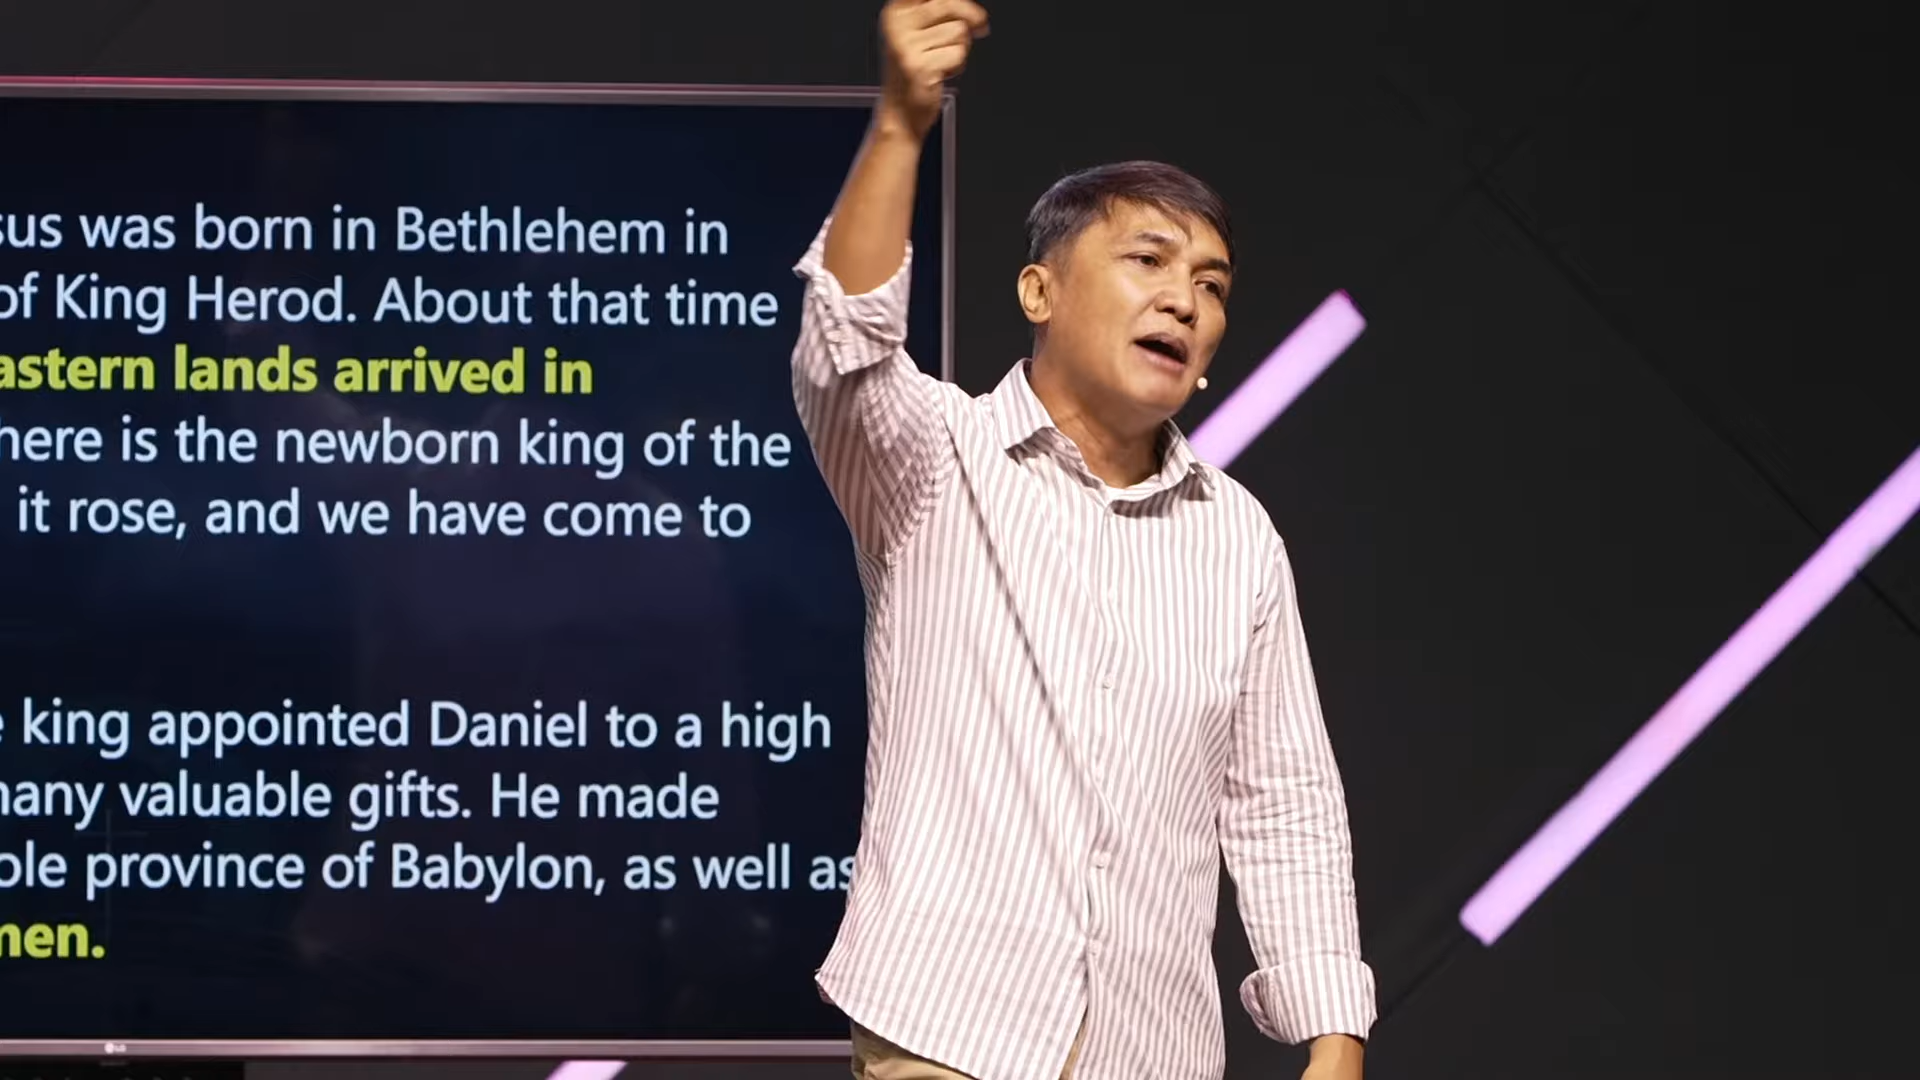 sus was born in Bethlehem in
of King Herod. About that time
astern lands arrived in
here is the newborn king of the
it rose, and we have come to
king appointed Daniel to a high
many valuable gifts. He made
ole province of Babylon, as well as
men.
LG